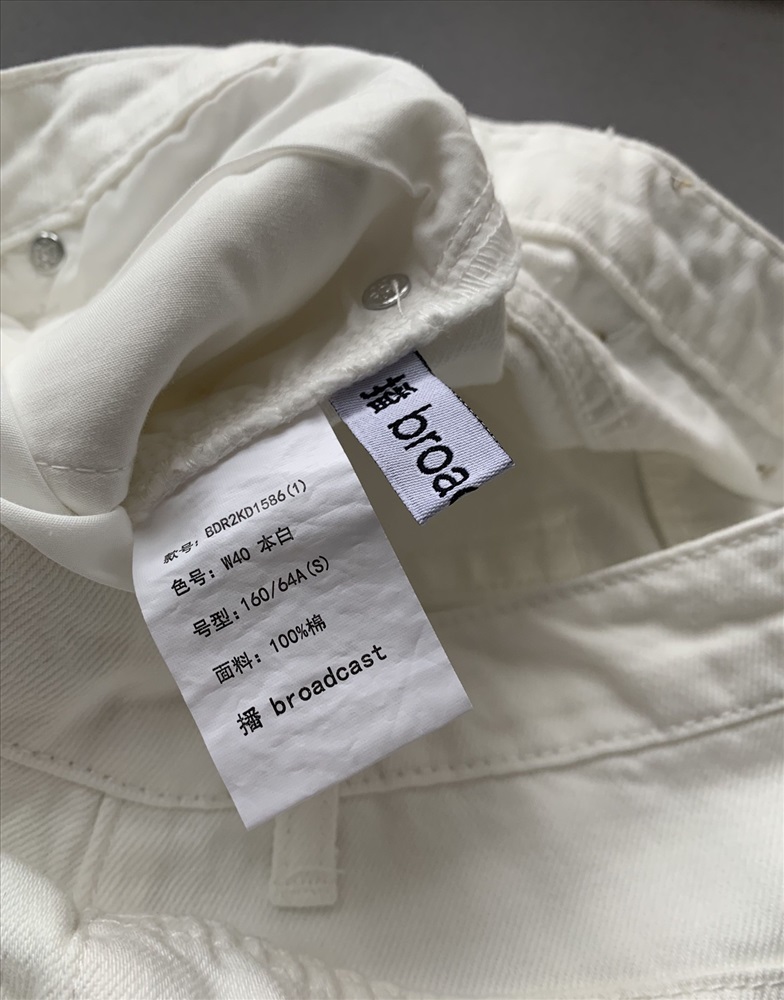 播 broad
款号: BDR2KD1586(1)
色号: W40 本白
号型:160/64A(S)
面料: 100%棉
播 broadcast